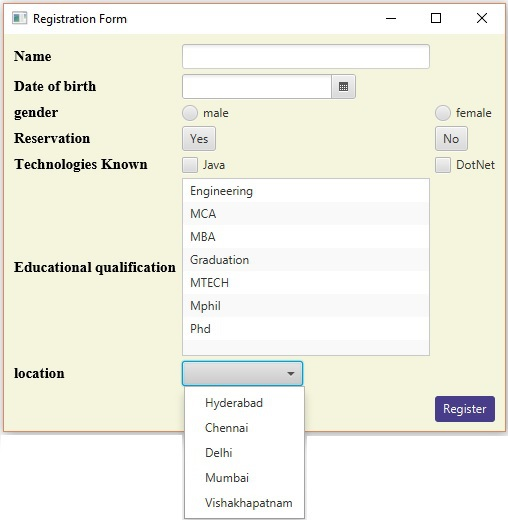 Registration Form
Name
Date of birth
gender male female
Reservation Yes No
Technologies Known Java DotNet
Educational qualification
Engineering
MCA
MBA
Graduation
MTECH
Mphil
Phd
location
Hyderabad
Chennai
Delhi
Mumbai
Vishakhapatnam
Register